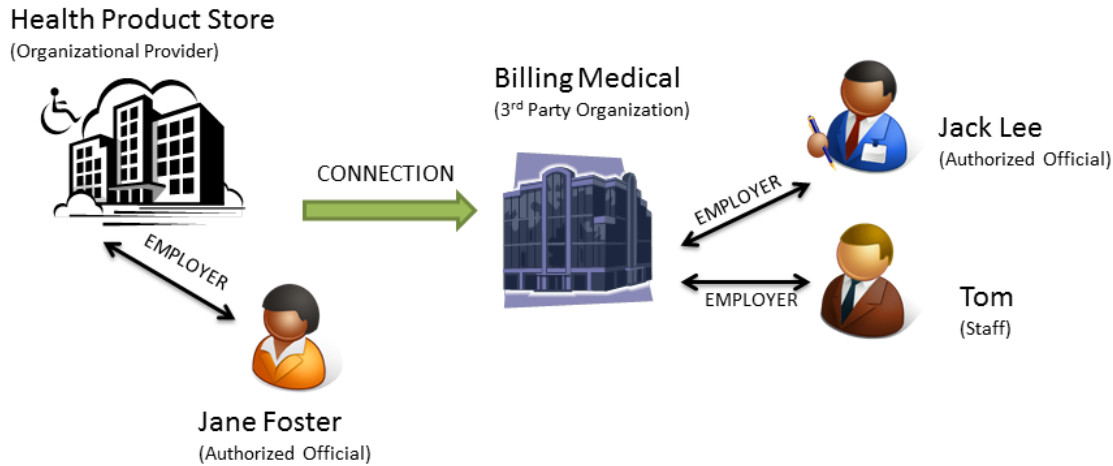 Health Product Store
(Organizational Provider)
Billing Medical
(3rd Party Organization)
Jack Lee
(Authorized Official)
CONNECTION
EMPLOYER
EMPLOYER
EMPLOYER
Tom
(Staff)
Jane Foster
(Authorized Official)